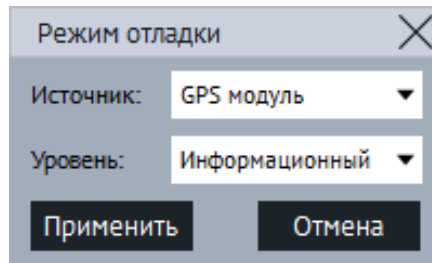 Режим отладки
Источник: GPS модуль
Уровень: Информационный
Применить Отмена